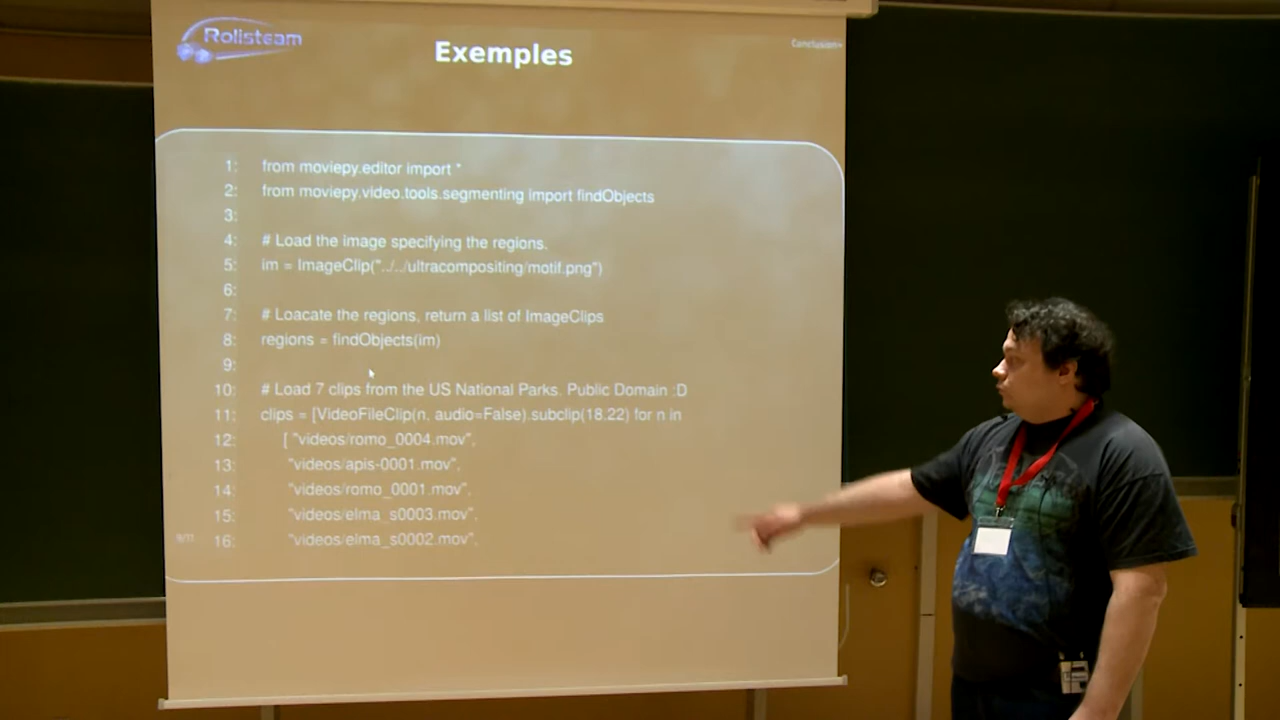 Rolisteam
Exemples
Conclusion»
1: from moviepy.editor import *
2: from moviepy.video.tools.segmenting import findObjects
3:
4: # Load the image specifying the regions.
5: im = ImageClip("../../ultracompositing/motif.png")
6:
7: # Loacate the regions, return a list of ImageClips
8: regions = findObjects(im)
9:
10: # Load 7 clips from the US National Parks. Public Domain :D
11: clips = [VideoFileClip(n, audio=False).subclip(18,22) for n in
12: [ "videos/romo_0004.mov",
13: "videos/apis-0001.mov",
14: "videos/romo_0001.mov",
15: "videos/elma_s0003.mov",
16: "videos/elma_s0002.mov",
9/11